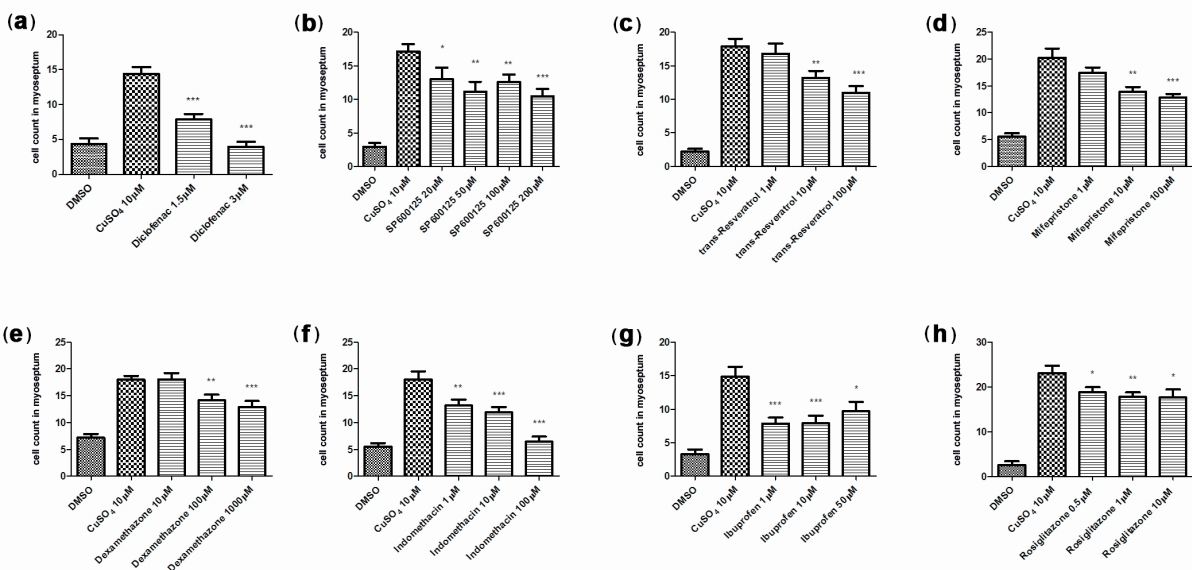 (a)
cell count in myoseptum
20
15
10
5
0
***
***
DMSO
CuSO4 10µM
Diclofenac 1.5µM
Diclofenac 3µM
(b)
cell count in myoseptum
20
15
10
5
0
*
**
**
***
DMSO
CuSO4 10µM
SP600125 20µM
SP600125 50µM
SP600125 100µM
SP600125 200µM
(c)
cell count in myoseptum
20
15
10
5
0
**
***
DMSO
CuSO4 10µM
trans-Resveratrol 1µM
trans-Resveratrol 10µM
trans-Resveratrol 100µM
(d)
cell count in myoseptum
25
20
15
10
5
0
**
***
DMSO
CuSO4 10µM
Mifepristone 1µM
Mifepristone 10µM
Mifepristone 100µM
(e)
cell count in myoseptum
25
20
15
10
5
0
**
***
DMSO
CuSO4 10µM
Dexamethazone 10µM
Dexamethazone 100µM
Dexamethazone 1000µM
(f)
cell count in myoseptum
25
20
15
10
5
0
**
***
***
DMSO
CuSO4 10µM
Indomethacin 1µM
Indomethacin 10µM
Indomethacin 100µM
(g)
cell count in myoseptum
20
15
10
5
0
***
***
*
DMSO
CuSO4 10µM
Ibuprofen 1µM
Ibuprofen 10µM
Ibuprofen 50µM
(h)
cell count in myoseptum
30
20
10
0
*
**
*
DMSO
CuSO4 10µM
Rosiglitazone 0.5µM
Rosiglitazone 1µM
Rosiglitazone 10µM